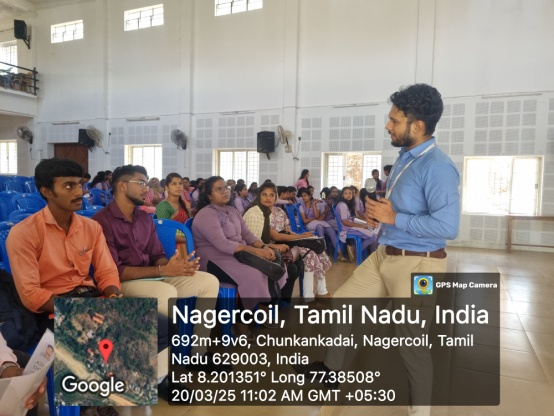 GPS Map Camera
Nagercoil, Tamil Nadu, India
692m+9v6, Chunkankadai, Nagercoil, Tamil
Nadu 629003, India
Lat 8.201351° Long 77.38508°
20/03/25 11:02 AM GMT +05:30
Google